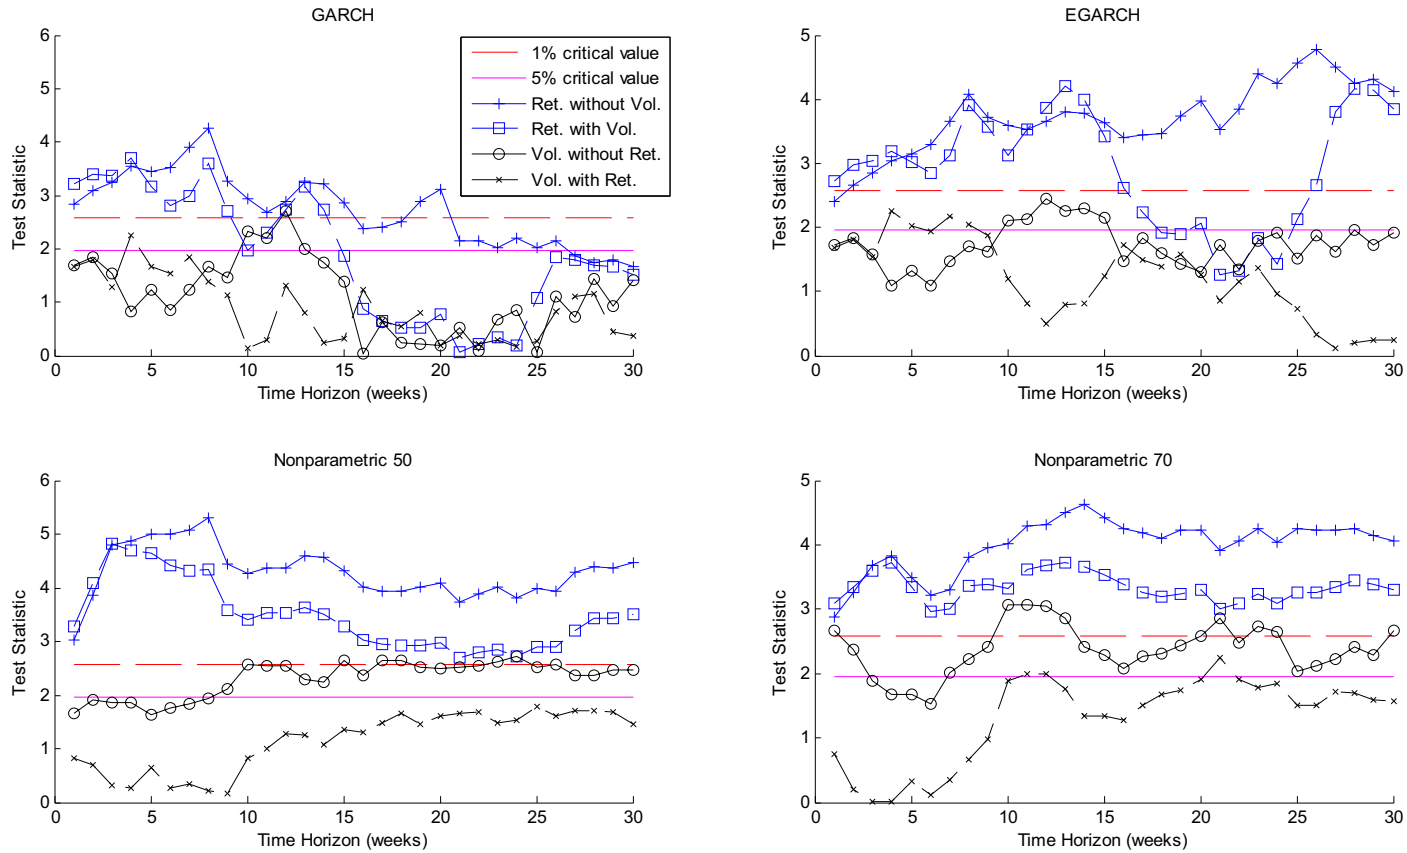 GARCH
6
5
4
3
2
1
0
Test Statistic
0 5 10 15 20 25 30
Time Horizon (weeks)
1% critical value
5% critical value
Ret. without Vol.
Ret. with Vol.
Vol. without Ret.
Vol. with Ret.
EGARCH
5
4
3
2
1
0
Test Statistic
0 5 10 15 20 25 30
Time Horizon (weeks)
Nonparametric 50
6
5
4
3
2
1
0
Test Statistic
0 5 10 15 20 25 30
Time Horizon (weeks)
Nonparametric 70
5
4
3
2
1
0
Test Statistic
0 5 10 15 20 25 30
Time Horizon (weeks)